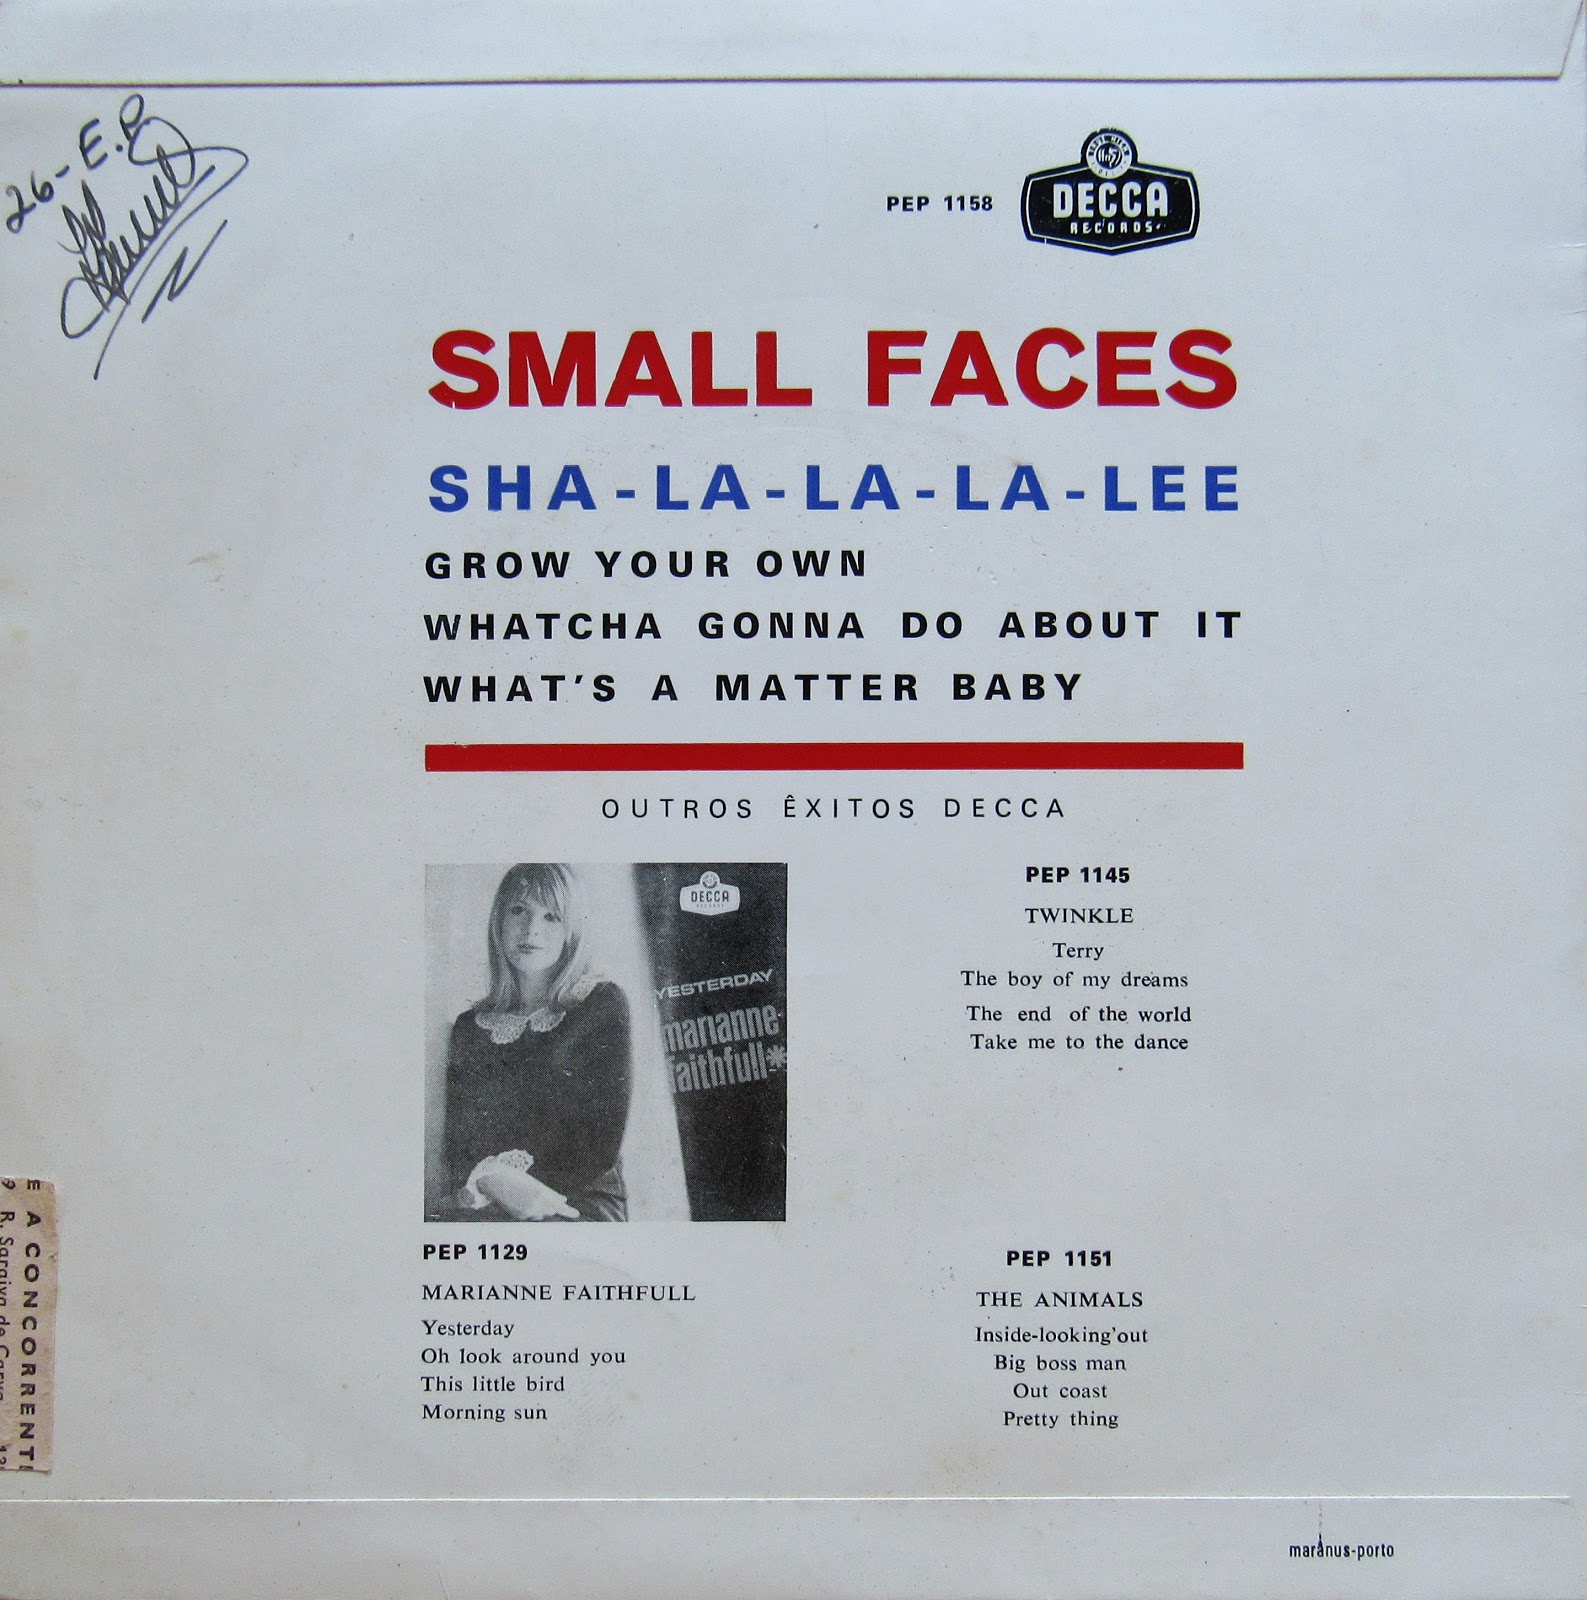 26-E.P.
PEP 1158
DECCA
RECORDS
SMALL FACES
SHA-LA-LA-LA-LEE
GROW YOUR OWN
WHATCHA GONNA DO ABOUT IT
WHAT'S A MATTER BABY
OUTROS ÊXITOS DECCA
DECCA
RECORDS
YESTERDAY
marianne
faithfull*
PEP 1129
MARIANNE FAITHFULL
Yesterday
Oh look around you
This little bird
Morning sun
PEP 1145
TWINKLE
Terry
The boy of my dreams
The end of the world
Take me to the dance
PEP 1151
THE ANIMALS
Inside-looking'out
Big boss man
Out coast
Pretty thing
E A CONCORRENT
9 R. Saraiva de
maranus-porto